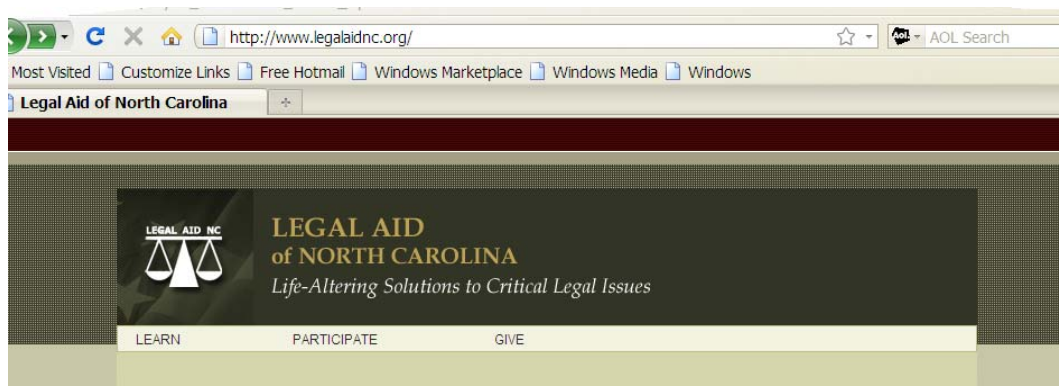 http://www.legalaidnc.org/
AOL Search
Most Visited Customize Links Free Hotmail Windows Marketplace Windows Media Windows
Legal Aid of North Carolina
LEGAL AID NC
LEGAL AID
of NORTH CAROLINA
Life-Altering Solutions to Critical Legal Issues
LEARN PARTICIPATE GIVE